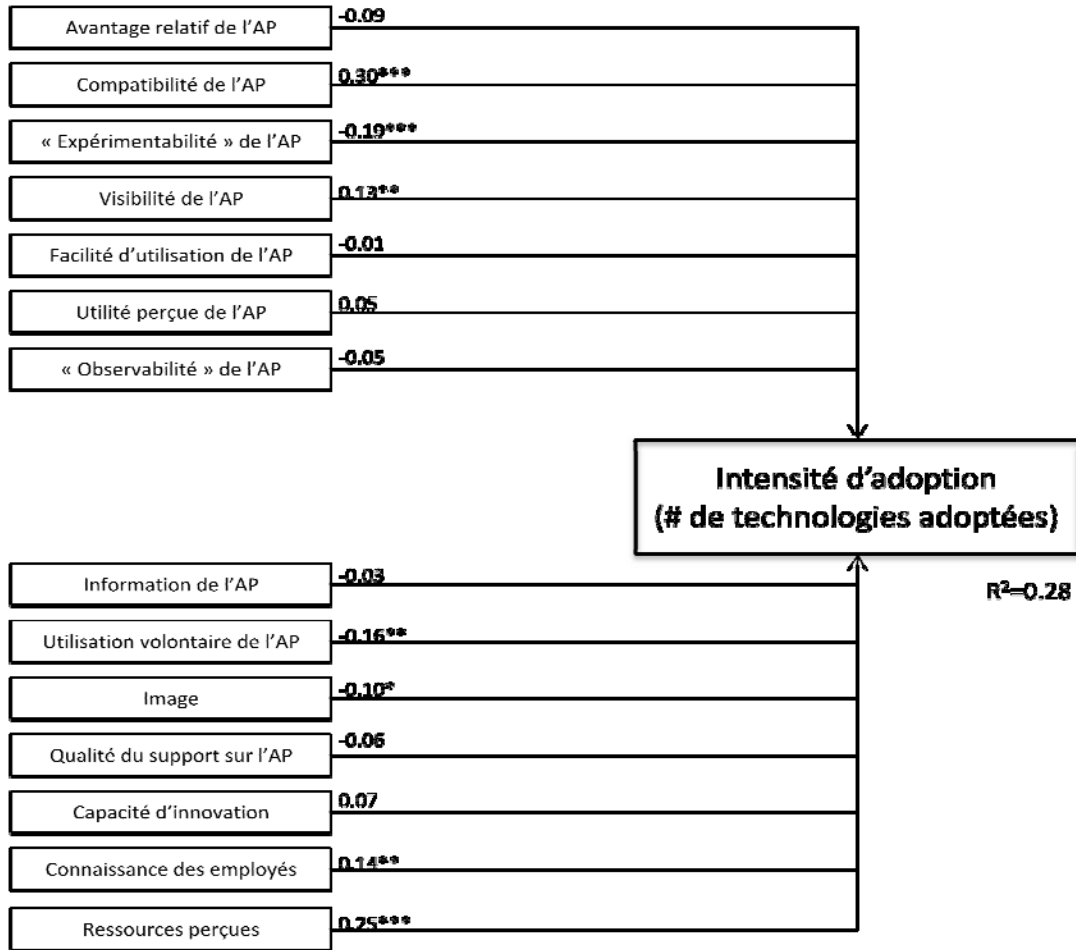 Avantage relatif de l'AP
-0.09
Compatibilité de l'AP
0.30***
« Expérimentabilité » de l'AP
-0.19***
Visibilité de l'AP
0.13**
Facilité d'utilisation de l'AP
-0.01
Utilité perçue de l'AP
0.05
« Observabilité » de l'AP
-0.05
Intensité d'adoption
(# de technologies adoptées)
R²=0.28
Information de l'AP
-0.03
Utilisation volontaire de l'AP
-0.16**
Image
-0.10*
Qualité du support sur l'AP
-0.06
Capacité d'innovation
0.07
Connaissance des employés
0.14**
Ressources perçues
0.25***